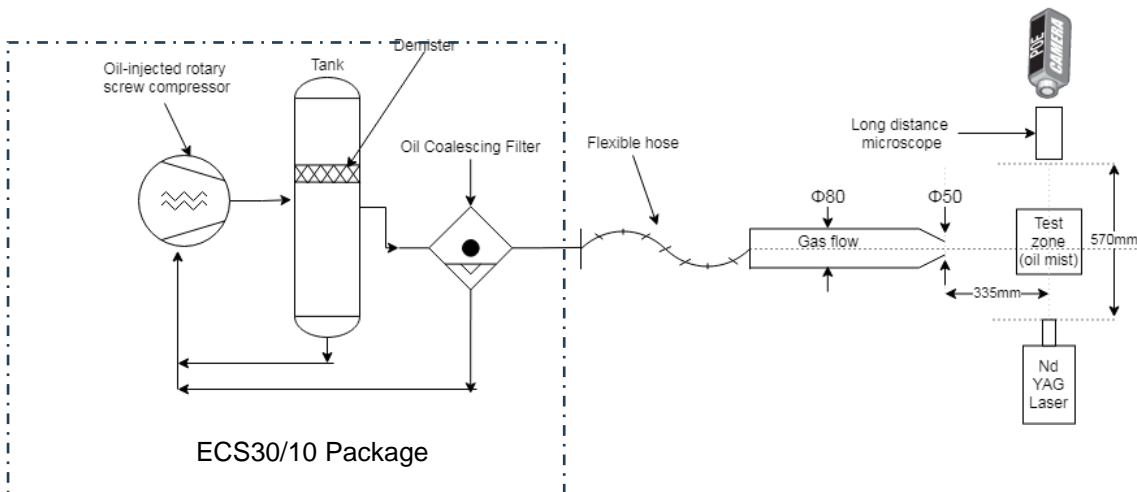 Demister
Oil-injected rotary
screw compressor
Tank
Oil Coalescing Filter
Flexible hose
POE
CAMERA
Long distance
microscope
Φ80
Φ50
Gas flow
Test
zone
(oil mist)
570mm
335mm
Nd
YAG
Laser
ECS30/10 Package